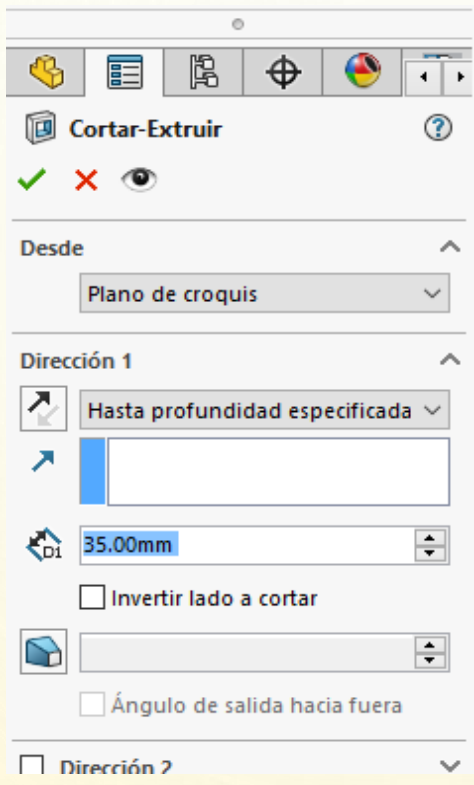 Cortar-Extruir
Desde
Plano de croquis
Dirección 1
Hasta profundidad especificada
D1
35.00mm
Invertir lado a cortar
Ángulo de salida hacia fuera
Dirección 2